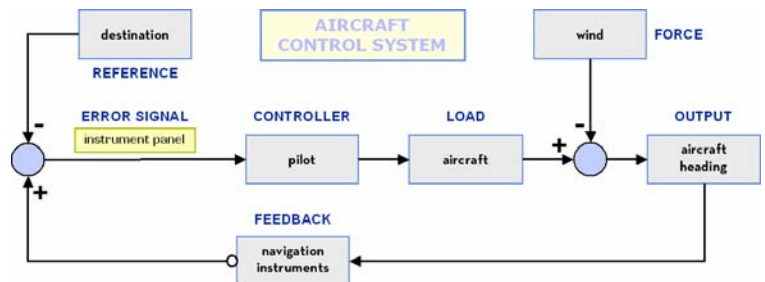 AIRCRAFT
CONTROL SYSTEM
destination
REFERENCE
wind
FORCE
-
-
ERROR SIGNAL
instrument panel
CONTROLLER
pilot
LOAD
aircraft
+
OUTPUT
aircraft
heading
+
FEEDBACK
navigation
instruments